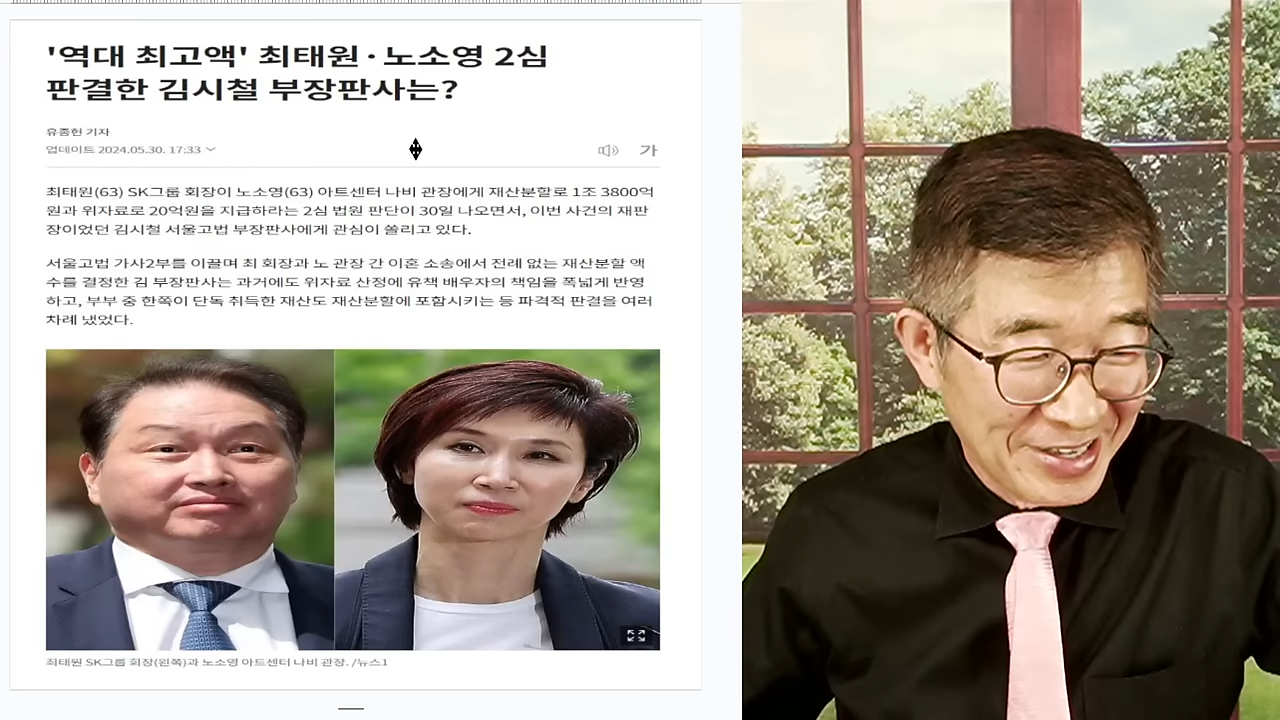 '역대 최고액' 최태원·노소영 2심
판결한 김시철 부장판사는?
유종헌 기자
업데이트 2024.05.30. 17:33
가
최태원(63) SK그룹 회장이 노소영(63) 아트센터 나비 관장에게 재산분할로 1조 3800억
원과 위자료로 20억원을 지급하라는 2심 법원 판단이 30일 나오면서, 이번 사건의 재판
장이었던 김시철 서울고법 부장판사에게 관심이 쏠리고 있다.
서울고법 가사2부를 이끌며 최 회장과 노 관장 간 이혼 소송에서 전례 없는 재산분할 액
수를 결정한 김 부장판사는 과거에도 위자료 산정에 유책 배우자의 책임을 폭넓게 반영
하고, 부부 중 한쪽이 단독 취득한 재산도 재산분할에 포함시키는 등 파격적 판결을 여러
차례 냈었다.
최태원 SK그룹 회장(왼쪽)과 노소영 아트센터 나비 관장. /뉴스1